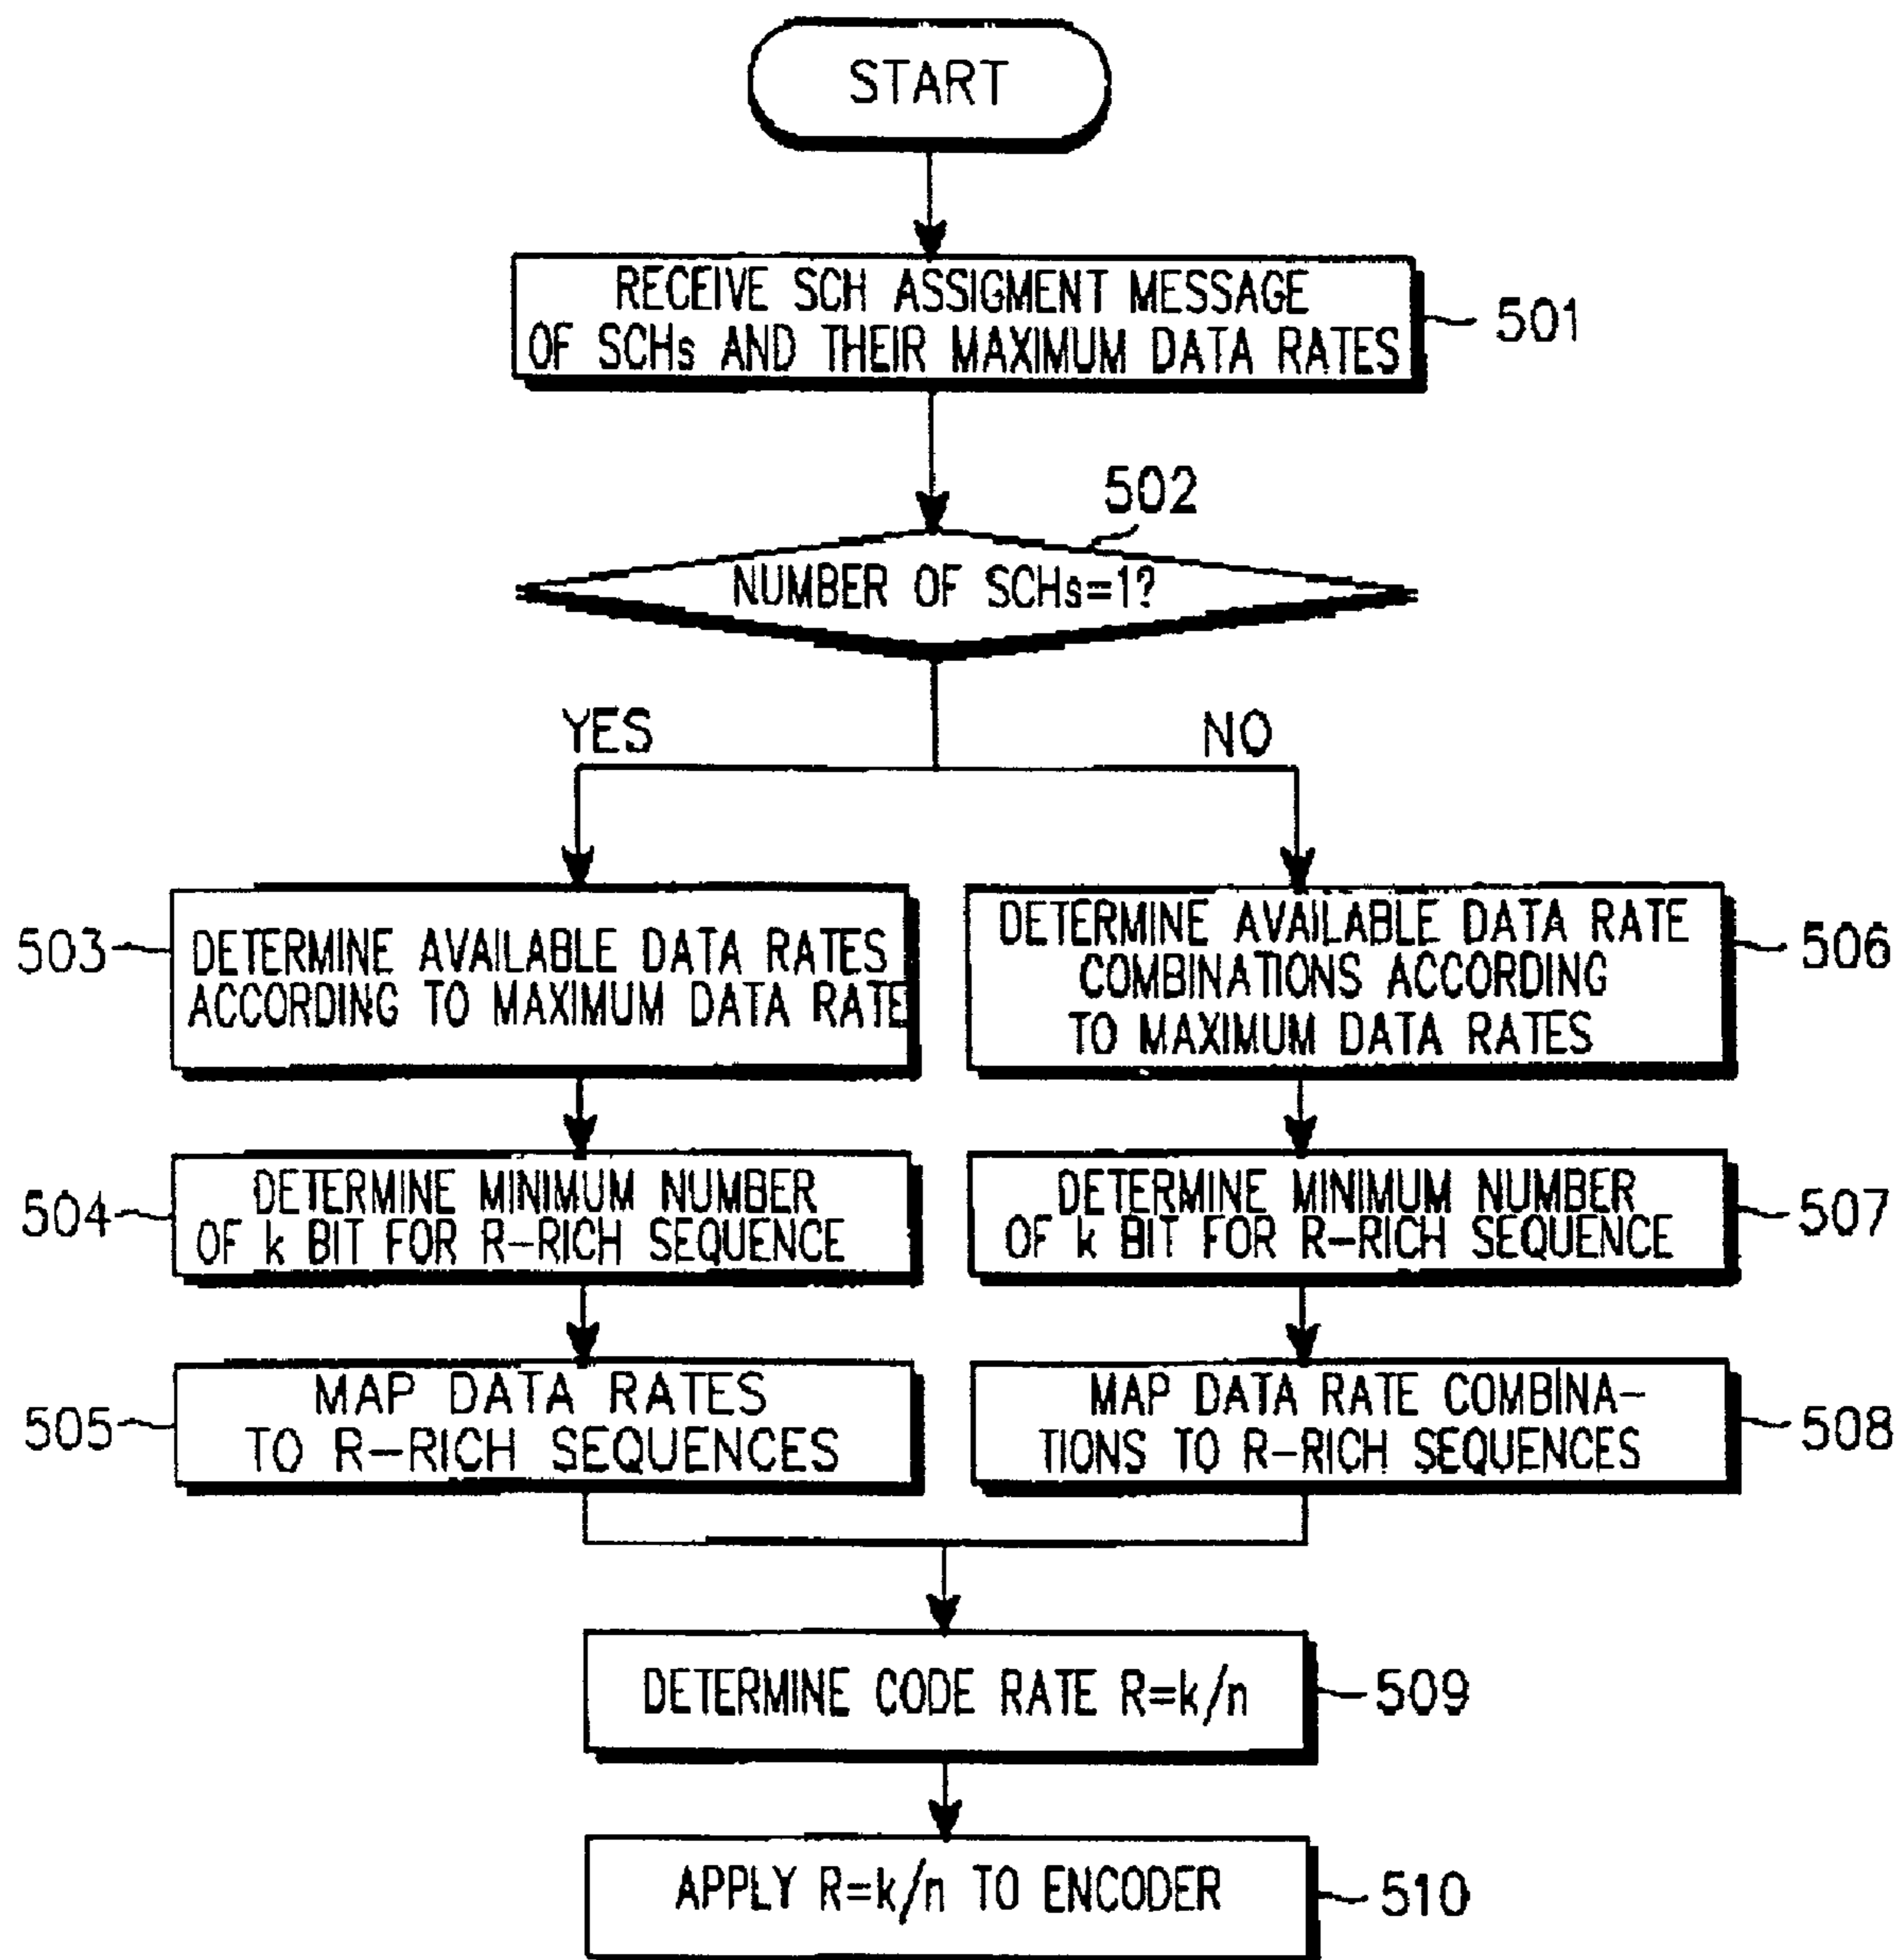 START
RECEIVE SCH ASSIGMENT MESSAGE
OF SCHs AND THEIR MAXIMUM DATA RATES
501
502
NUMBER OF SCHs=1?
YES
NO
503
DETERMINE AVAILABLE DATA RATES
ACCORDING TO MAXIMUM DATA RATE
DETERMINE AVAILABLE DATA RATE
COMBINATIONS ACCORDING
TO MAXIMUM DATA RATES
506
504
DETERMINE MINIMUM NUMBER
OF k BIT FOR R-RICH SEQUENCE
DETERMINE MINIMUM NUMBER
OF k BIT FOR R-RICH SEQUENCE
507
505
MAP DATA RATES
TO R-RICH SEQUENCES
MAP DATA RATE COMBINA-
TIONS TO R-RICH SEQUENCES
508
DETERMINE CODE RATE R=k/n
509
APPLY R=k/n TO ENCODER
510